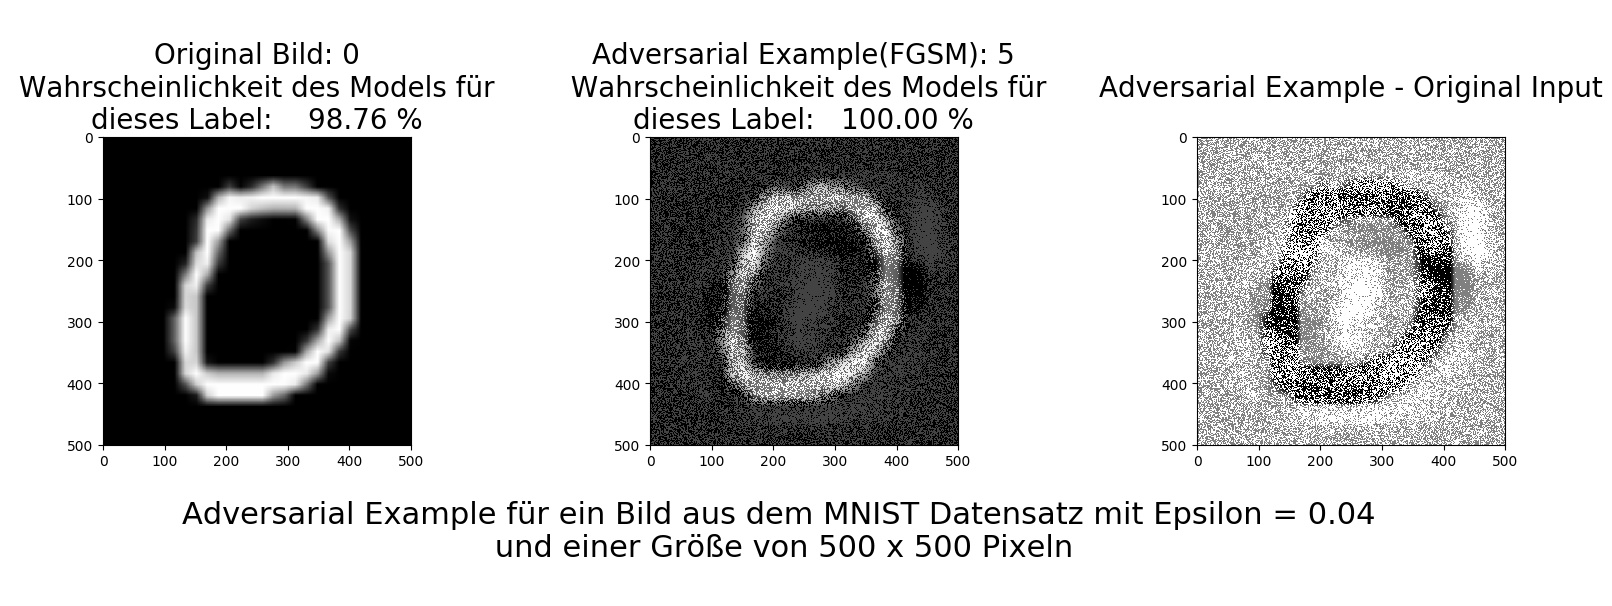 Original Bild: 0
Wahrscheinlichkeit des Models für
dieses Label: 98.76 %
0
100
200
300
400
500
0 100 200 300 400 500
Adversarial Example(FGSM): 5
Wahrscheinlichkeit des Models für
dieses Label: 100.00 %
0
100
200
300
400
500
0 100 200 300 400 500
Adversarial Example - Original Input
0
100
200
300
400
500
0 100 200 300 400 500
Adversarial Example für ein Bild aus dem MNIST Datensatz mit Epsilon = 0.04
und einer Größe von 500 x 500 Pixeln